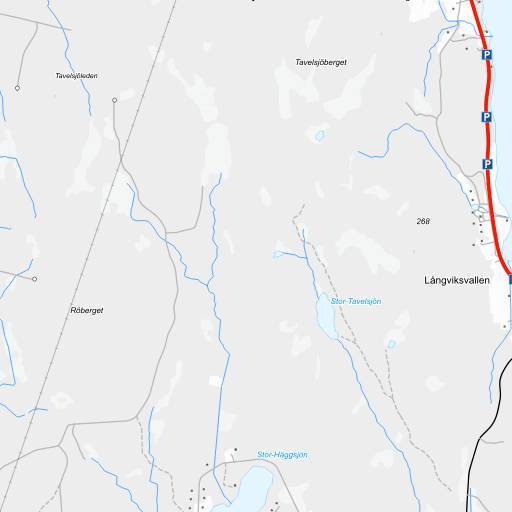 P
Tavelsjöberget
Tavelsjöleden
P
P
268
Långviksvallen
Stor-Tavelsjön
Röberget
Stor-Häggsjön